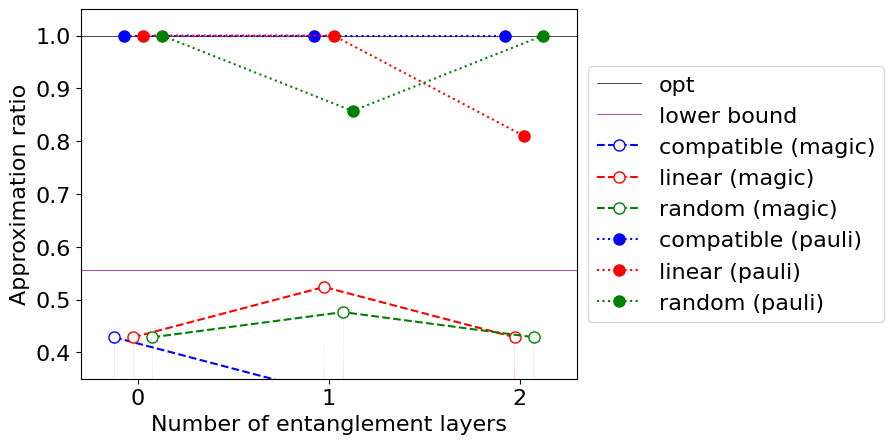 1.0
0.9
0.8
0.7
0.6
0.5
0.4
Approximation ratio
0
1
2
Number of entanglement layers
opt
lower bound
compatible (magic)
linear (magic)
random (magic)
compatible (pauli)
linear (pauli)
random (pauli)